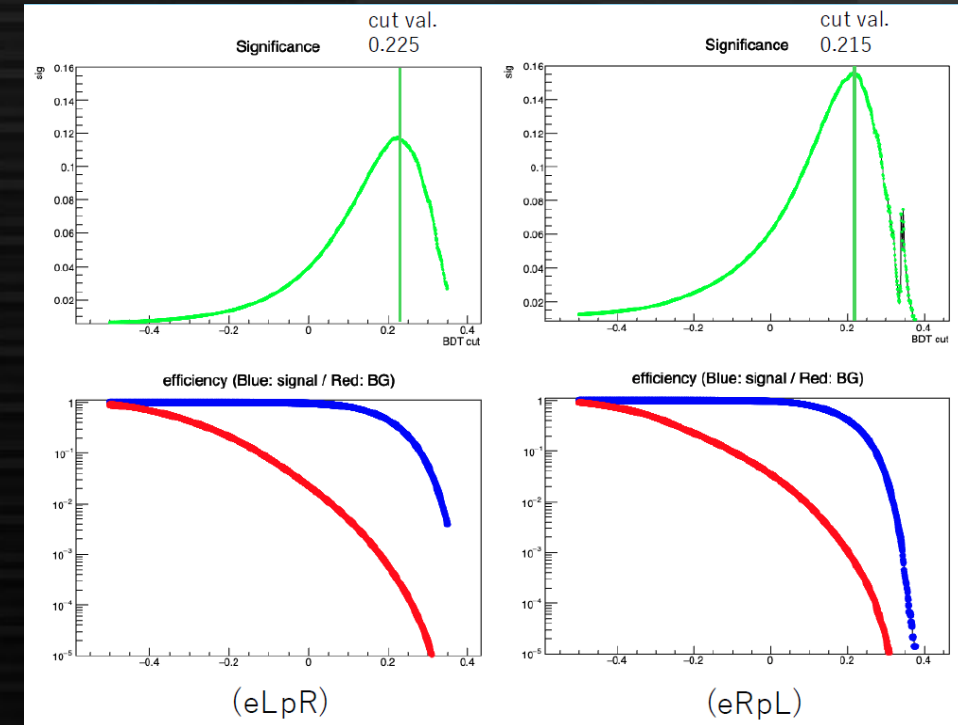 cut val.
0.225
Significance
sig
0.16
0.14
0.12
0.1
0.08
0.06
0.04
0.02
−0.4 −0.2 0 0.2 0.4
BDT cut
cut val.
0.215
Significance
sig
0.16
0.14
0.12
0.1
0.08
0.06
0.04
0.02
−0.4 −0.2 0 0.2 0.4
BDT cut
efficiency (Blue: signal / Red: BG)
1
10⁻¹
10⁻²
10⁻³
10⁻⁴
10⁻⁵
−0.4 −0.2 0 0.2 0.4
(eLpR)
efficiency (Blue: signal / Red: BG)
1
10⁻¹
10⁻²
10⁻³
10⁻⁴
10⁻⁵
−0.4 −0.2 0 0.2 0.4
(eRpL)